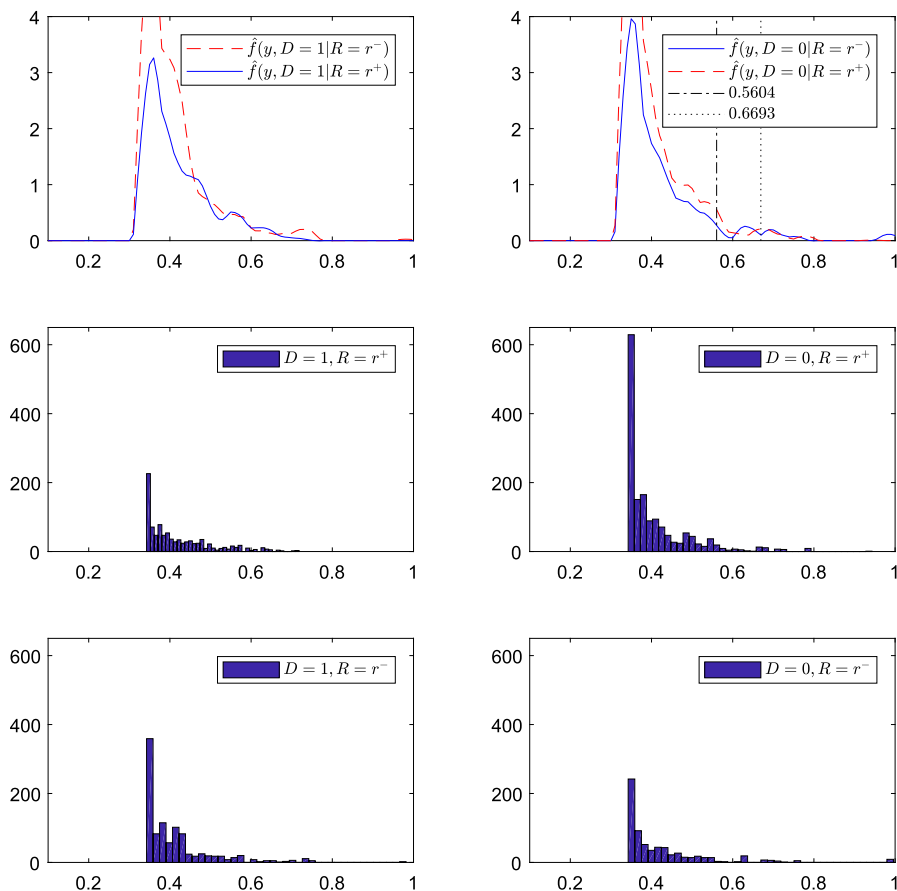 4
3
2
1
0
0.2 0.4 0.6 0.8 1
f̂(y, D = 1|R = r⁻)
f̂(y, D = 1|R = r⁺)
4
3
2
1
0
0.2 0.4 0.6 0.8 1
f̂(y, D = 0|R = r⁻)
f̂(y, D = 0|R = r⁺)
0.5604
0.6693
600
400
200
0
0.2 0.4 0.6 0.8 1
D = 1, R = r⁺
600
400
200
0
0.2 0.4 0.6 0.8 1
D = 0, R = r⁺
600
400
200
0
0.2 0.4 0.6 0.8 1
D = 1, R = r⁻
600
400
200
0
0.2 0.4 0.6 0.8 1
D = 0, R = r⁻